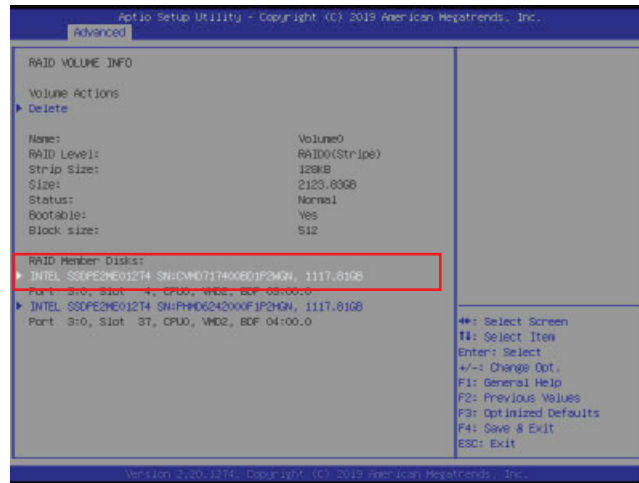 Aptio Setup Utility - Copyright (C) 2019 American Megatrends, Inc.
Advanced
RAID VOLUME INFO
Volume Actions
Delete
Name: Volume0
RAID Level: RAID0(Stripe)
Strip Size: 128KB
Size: 2123.83GB
Status: Normal
Bootable: Yes
Block size: 512
RAID Member Disks:
INTEL SSDPE2ME012T4 1117.81GB
Port 3:0, Slot 4, CPU0, VMD2, BDF 03:00.0
INTEL SSDPE2ME012T4 1117.81GB
Port 3:0, Slot 37, CPU0, VMD2, BDF 04:00.0
: Select Screen
: Select Item
Enter: Select
+/-: Change Opt.
F1: General Help
F2: Previous Values
F3: Optimized Defaults
F4: Save & Exit
ESC: Exit
Version 2.20.1274. Copyright (C) 2019 American Megatrends, Inc.